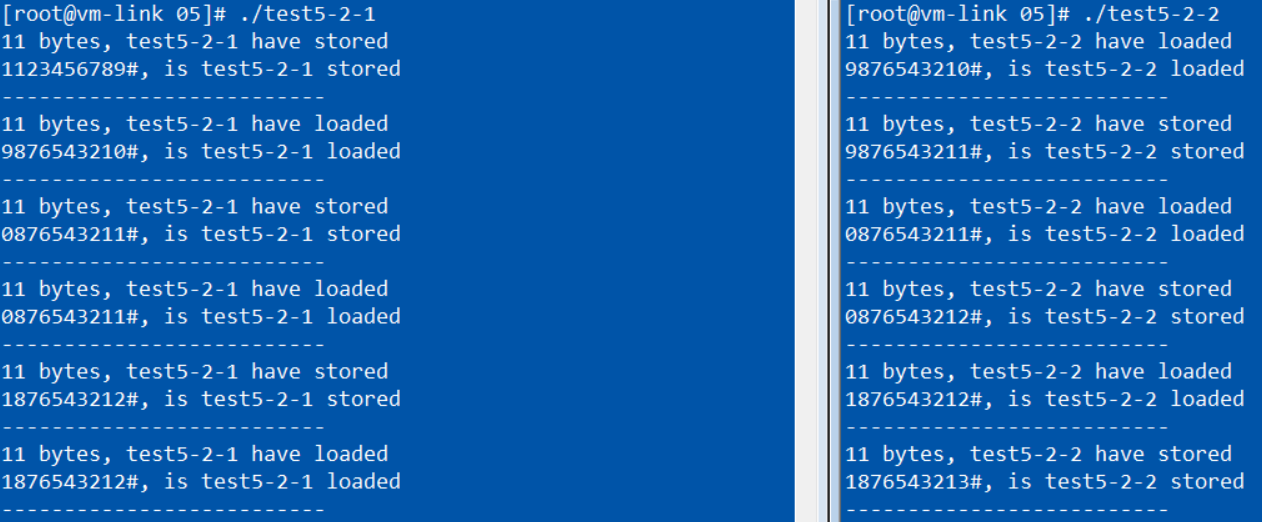 [root@vm-link 05]# ./test5-2-1
11 bytes, test5-2-1 have stored
1123456789#, is test5-2-1 stored
--------------------------
11 bytes, test5-2-1 have loaded
9876543210#, is test5-2-1 loaded
--------------------------
11 bytes, test5-2-1 have stored
0876543211#, is test5-2-1 stored
--------------------------
11 bytes, test5-2-1 have loaded
0876543211#, is test5-2-1 loaded
--------------------------
11 bytes, test5-2-1 have stored
1876543212#, is test5-2-1 stored
--------------------------
11 bytes, test5-2-1 have loaded
1876543212#, is test5-2-1 loaded
--------------------------
[root@vm-link 05]# ./test5-2-2
11 bytes, test5-2-2 have loaded
9876543210#, is test5-2-2 loaded
--------------------------
11 bytes, test5-2-2 have stored
9876543211#, is test5-2-2 stored
--------------------------
11 bytes, test5-2-2 have loaded
0876543211#, is test5-2-2 loaded
--------------------------
11 bytes, test5-2-2 have stored
0876543212#, is test5-2-2 stored
--------------------------
11 bytes, test5-2-2 have loaded
1876543212#, is test5-2-2 loaded
--------------------------
11 bytes, test5-2-2 have stored
1876543213#, is test5-2-2 stored
--------------------------